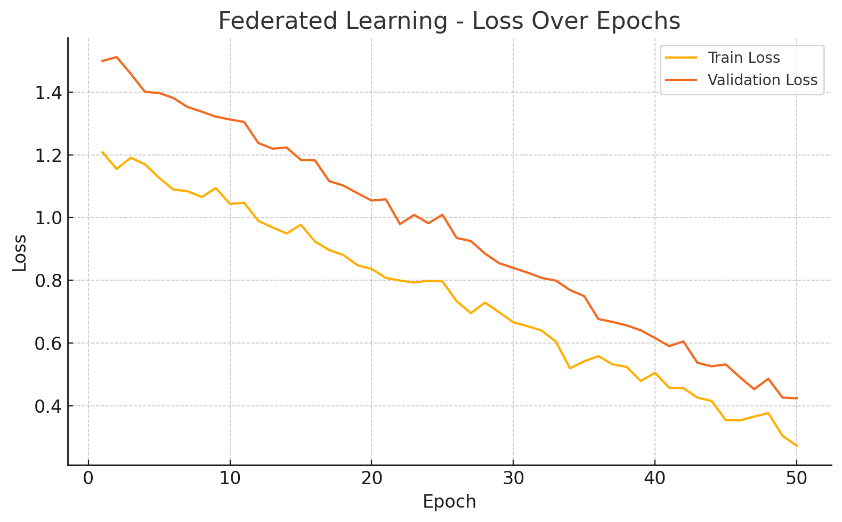 Federated Learning - Loss Over Epochs
Train Loss
Validation Loss
1.4
1.2
1.0
0.8
0.6
0.4
Loss
0 10 20 30 40 50
Epoch